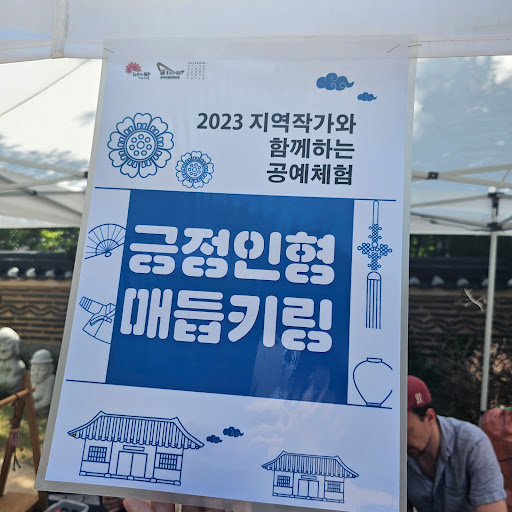 2023 지역작가와
함께하는
공예체험
긍정인형
매듭키링